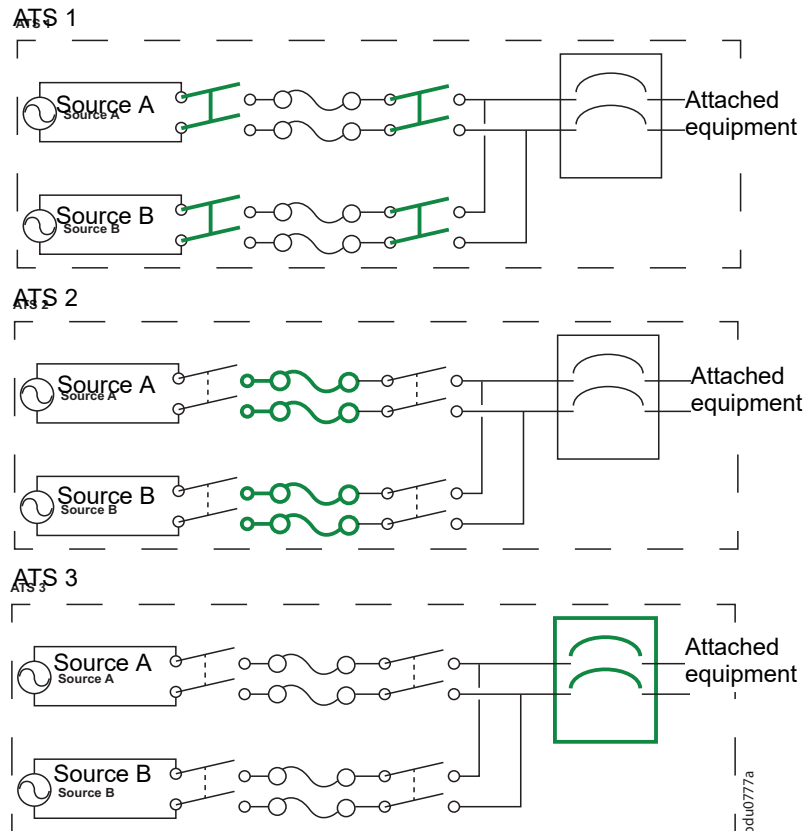 ATS 1
ATS 1
Source A
Source A
Attached
equipment
Source B
Source B
ATS 2
ATS 2
Source A
Source A
Attached
equipment
Source B
Source B
ATS 3
ATS 3
Source A
Source A
Attached
equipment
Source B
Source B
pdu0777a